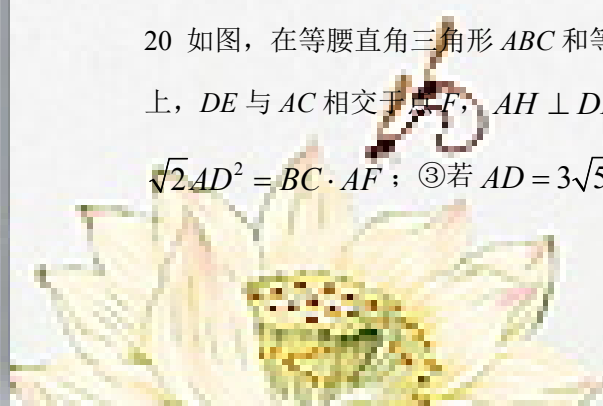 20 如图，在等腰直角三角形 ABC 和等
上，DE 与 AC 相交于点 F， AH ⊥ D
√2AD² = BC · AF；③若 AD = 3√5